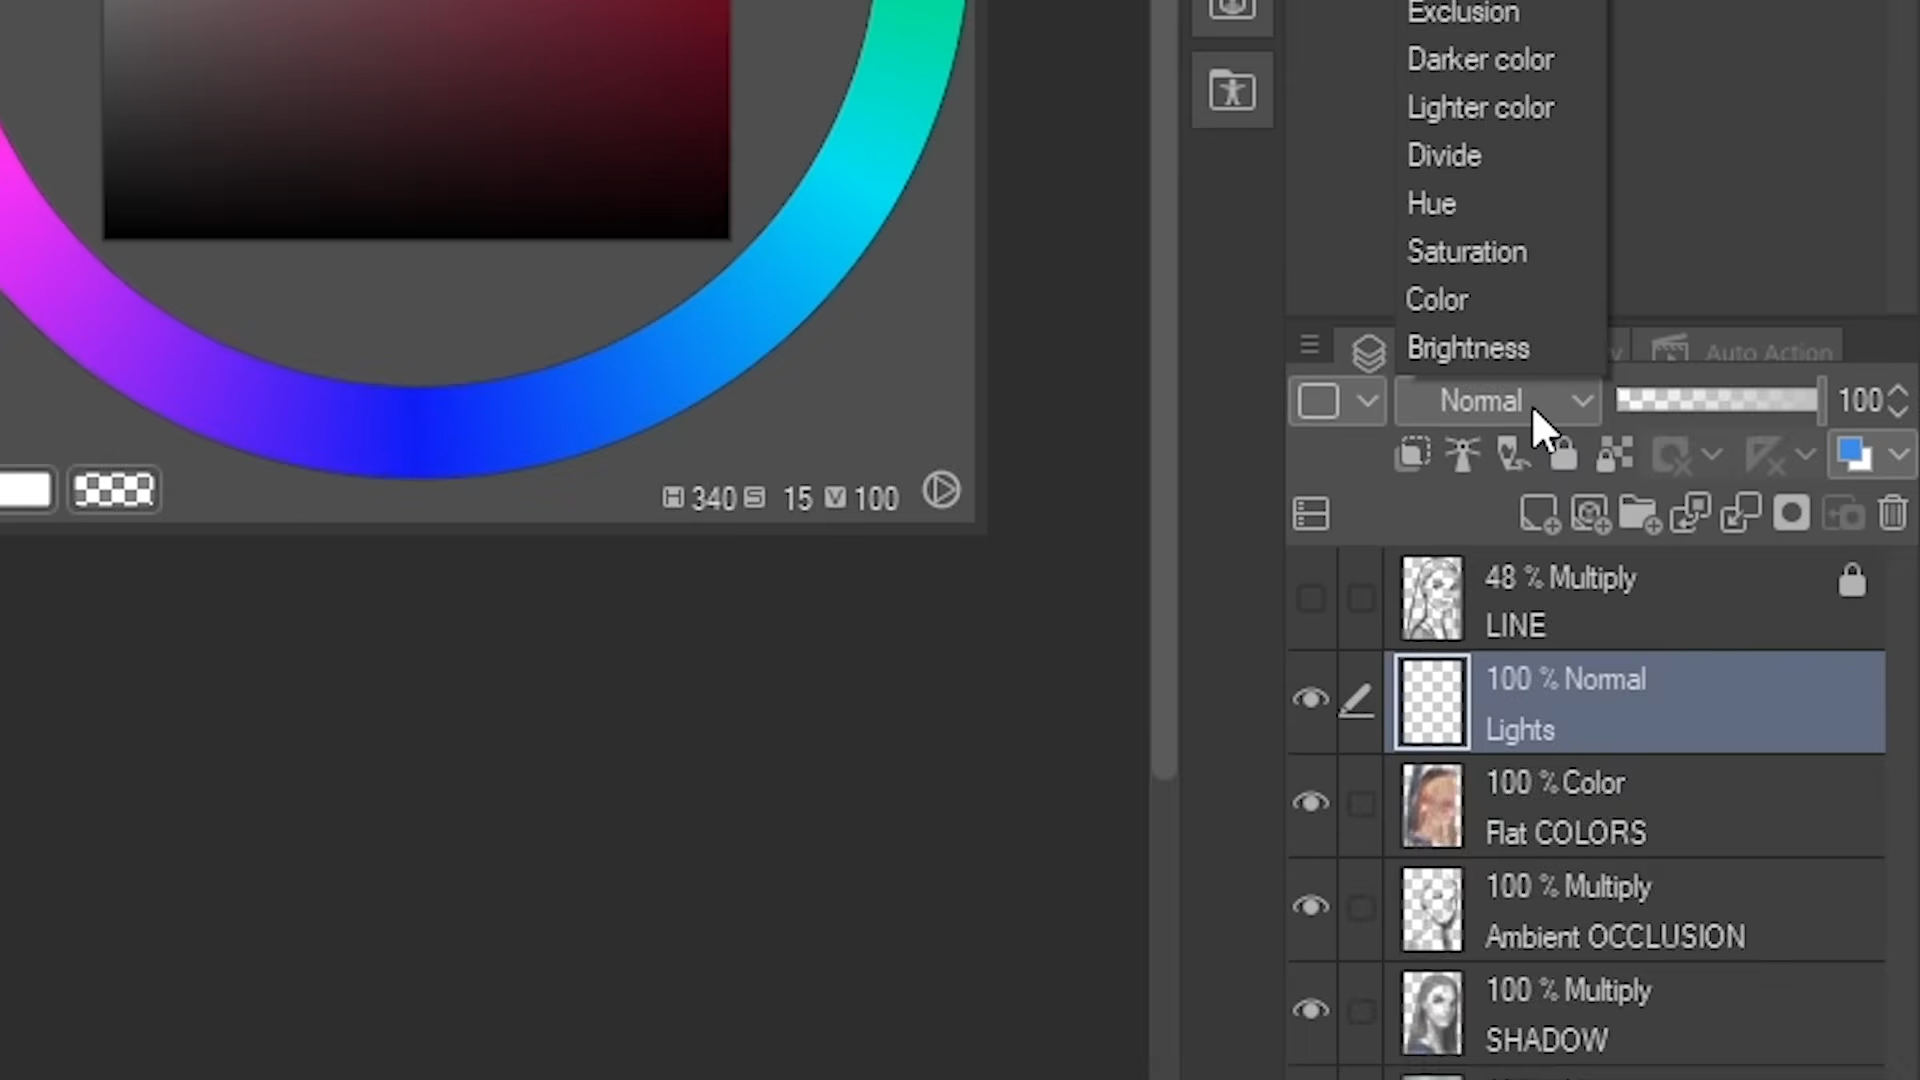 Exclusion
Darker color
Lighter color
Divide
Hue
Saturation
Color
Brightness
Auto Action
Normal
100
H 340 S 15 V 100
48 % Multiply
LINE
100 % Normal
Lights
100 % Color
Flat COLORS
100 % Multiply
Ambient OCCLUSION
100 % Multiply
SHADOW